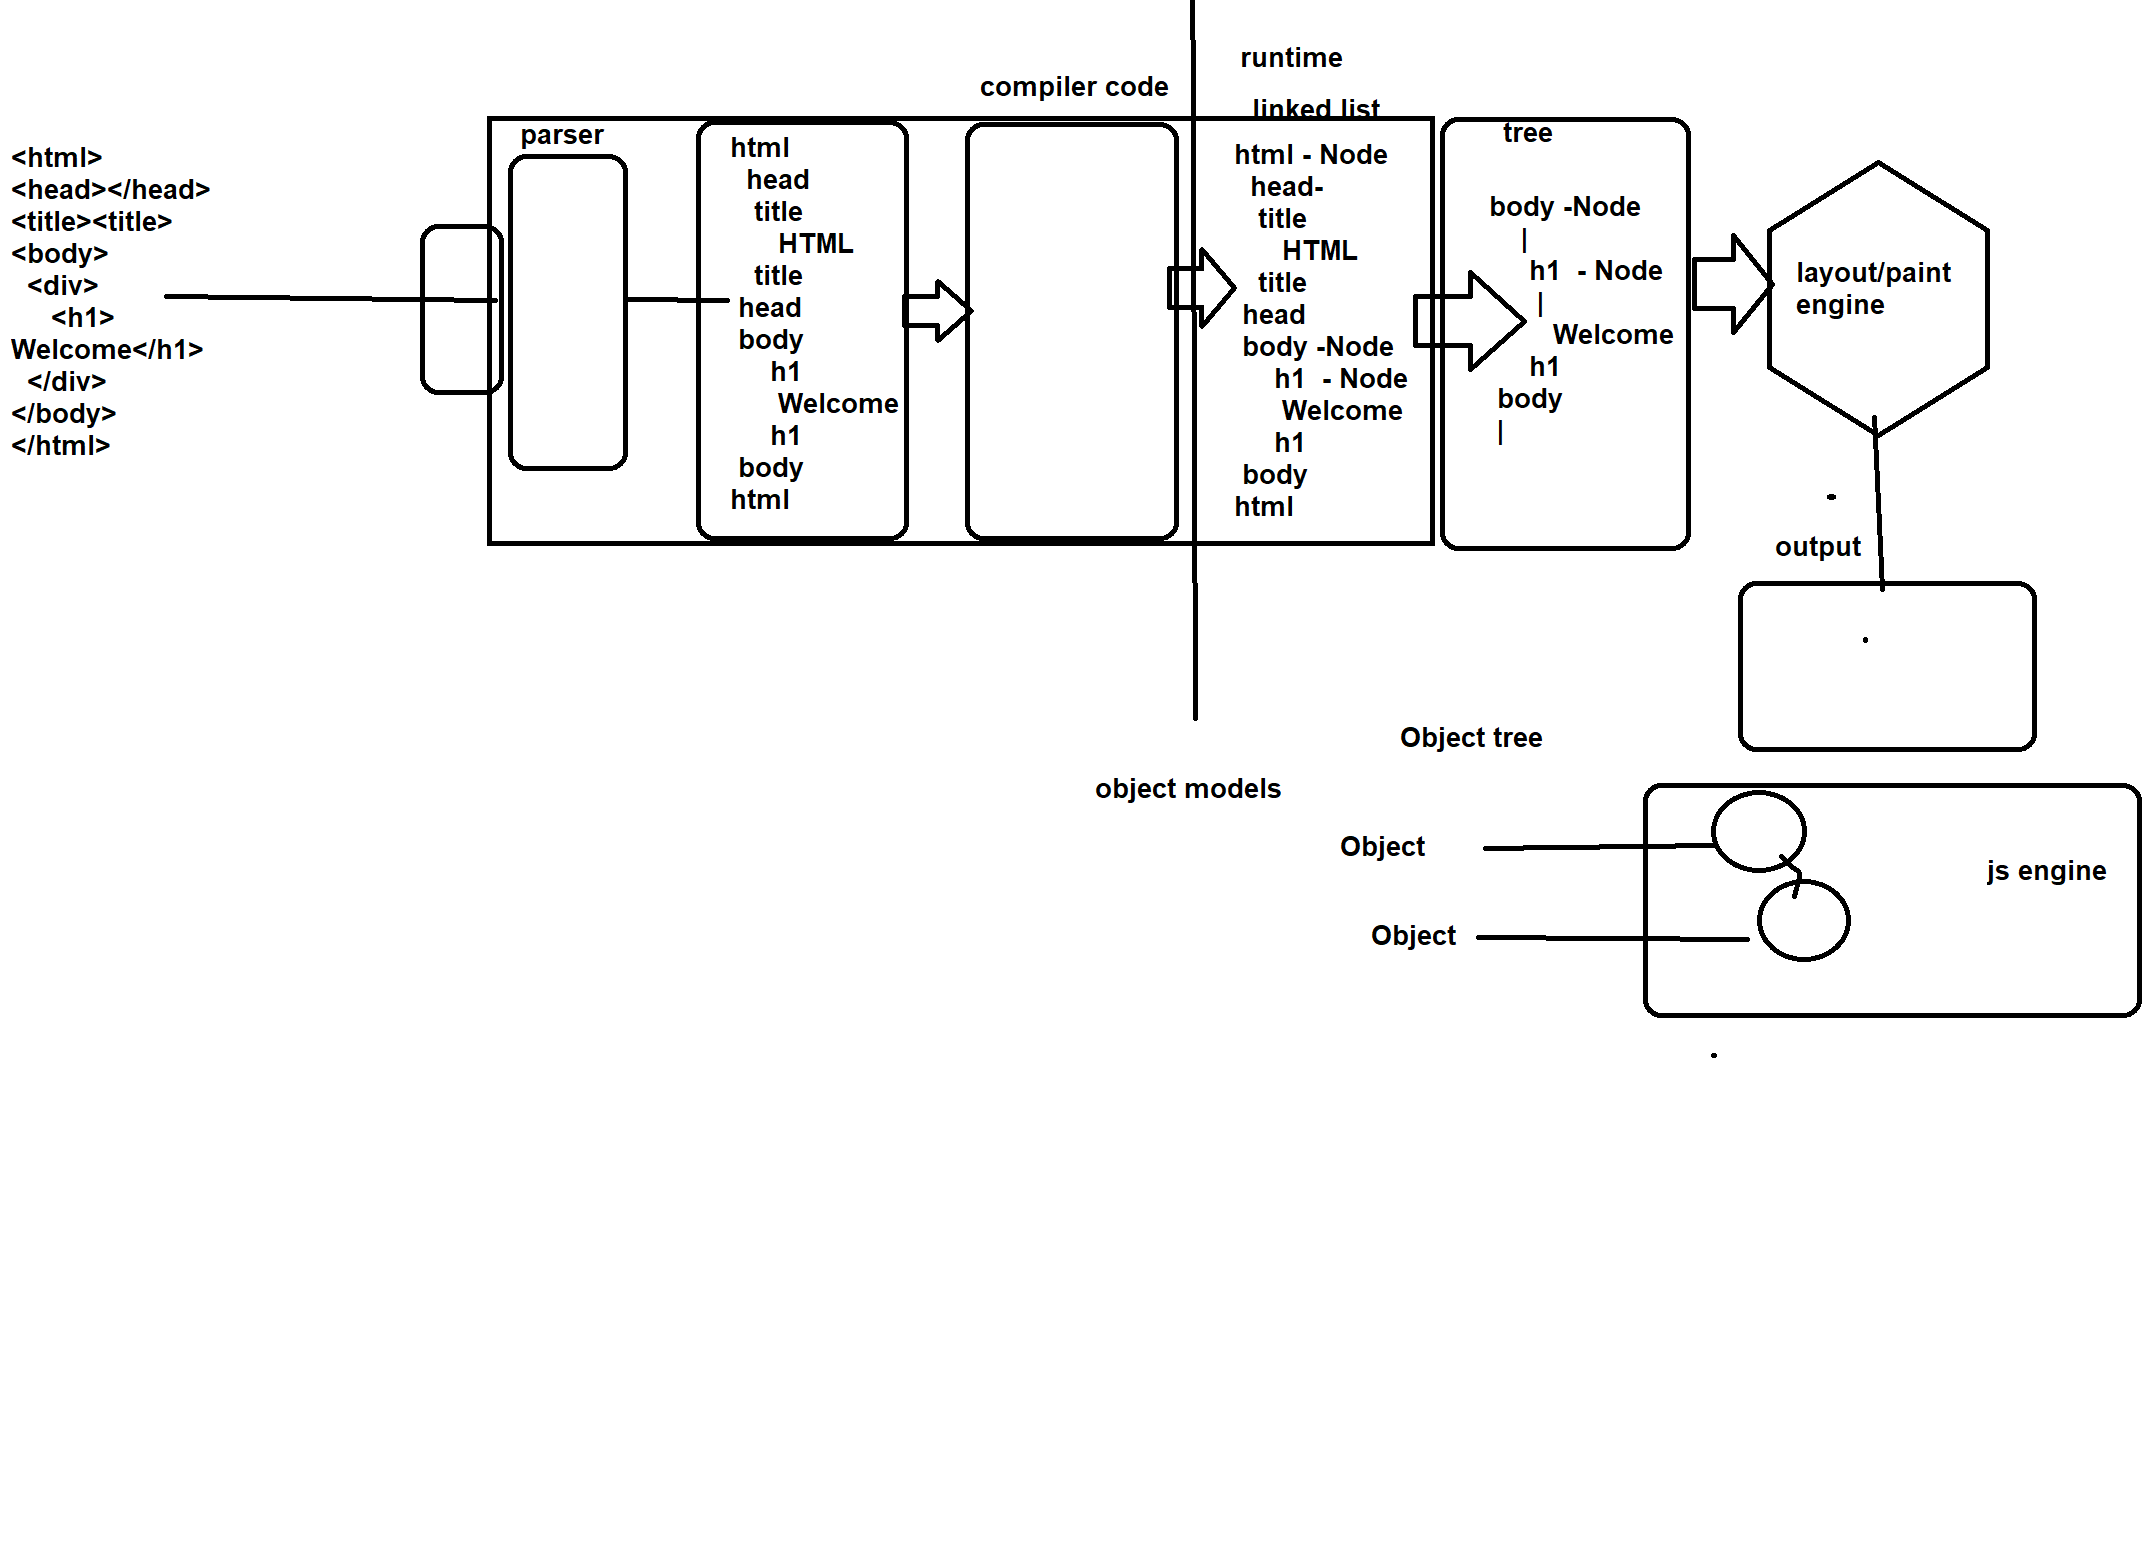 <html>
<head></head>
<title><title>
<body>
<div>
<h1>
Welcome</h1>
</div>
</body>
</html>
parser
html
head
title
HTML
title
head
body
h1
Welcome
h1
body
html
compiler code
runtime
linked list
html - Node
head-
title
HTML
title
head
body -Node
h1  - Node
Welcome
h1
body
html
tree
body -Node
|
h1  - Node
|
Welcome
h1
body
|
layout/paint
engine
output
Object tree
object models
Object
Object
js engine